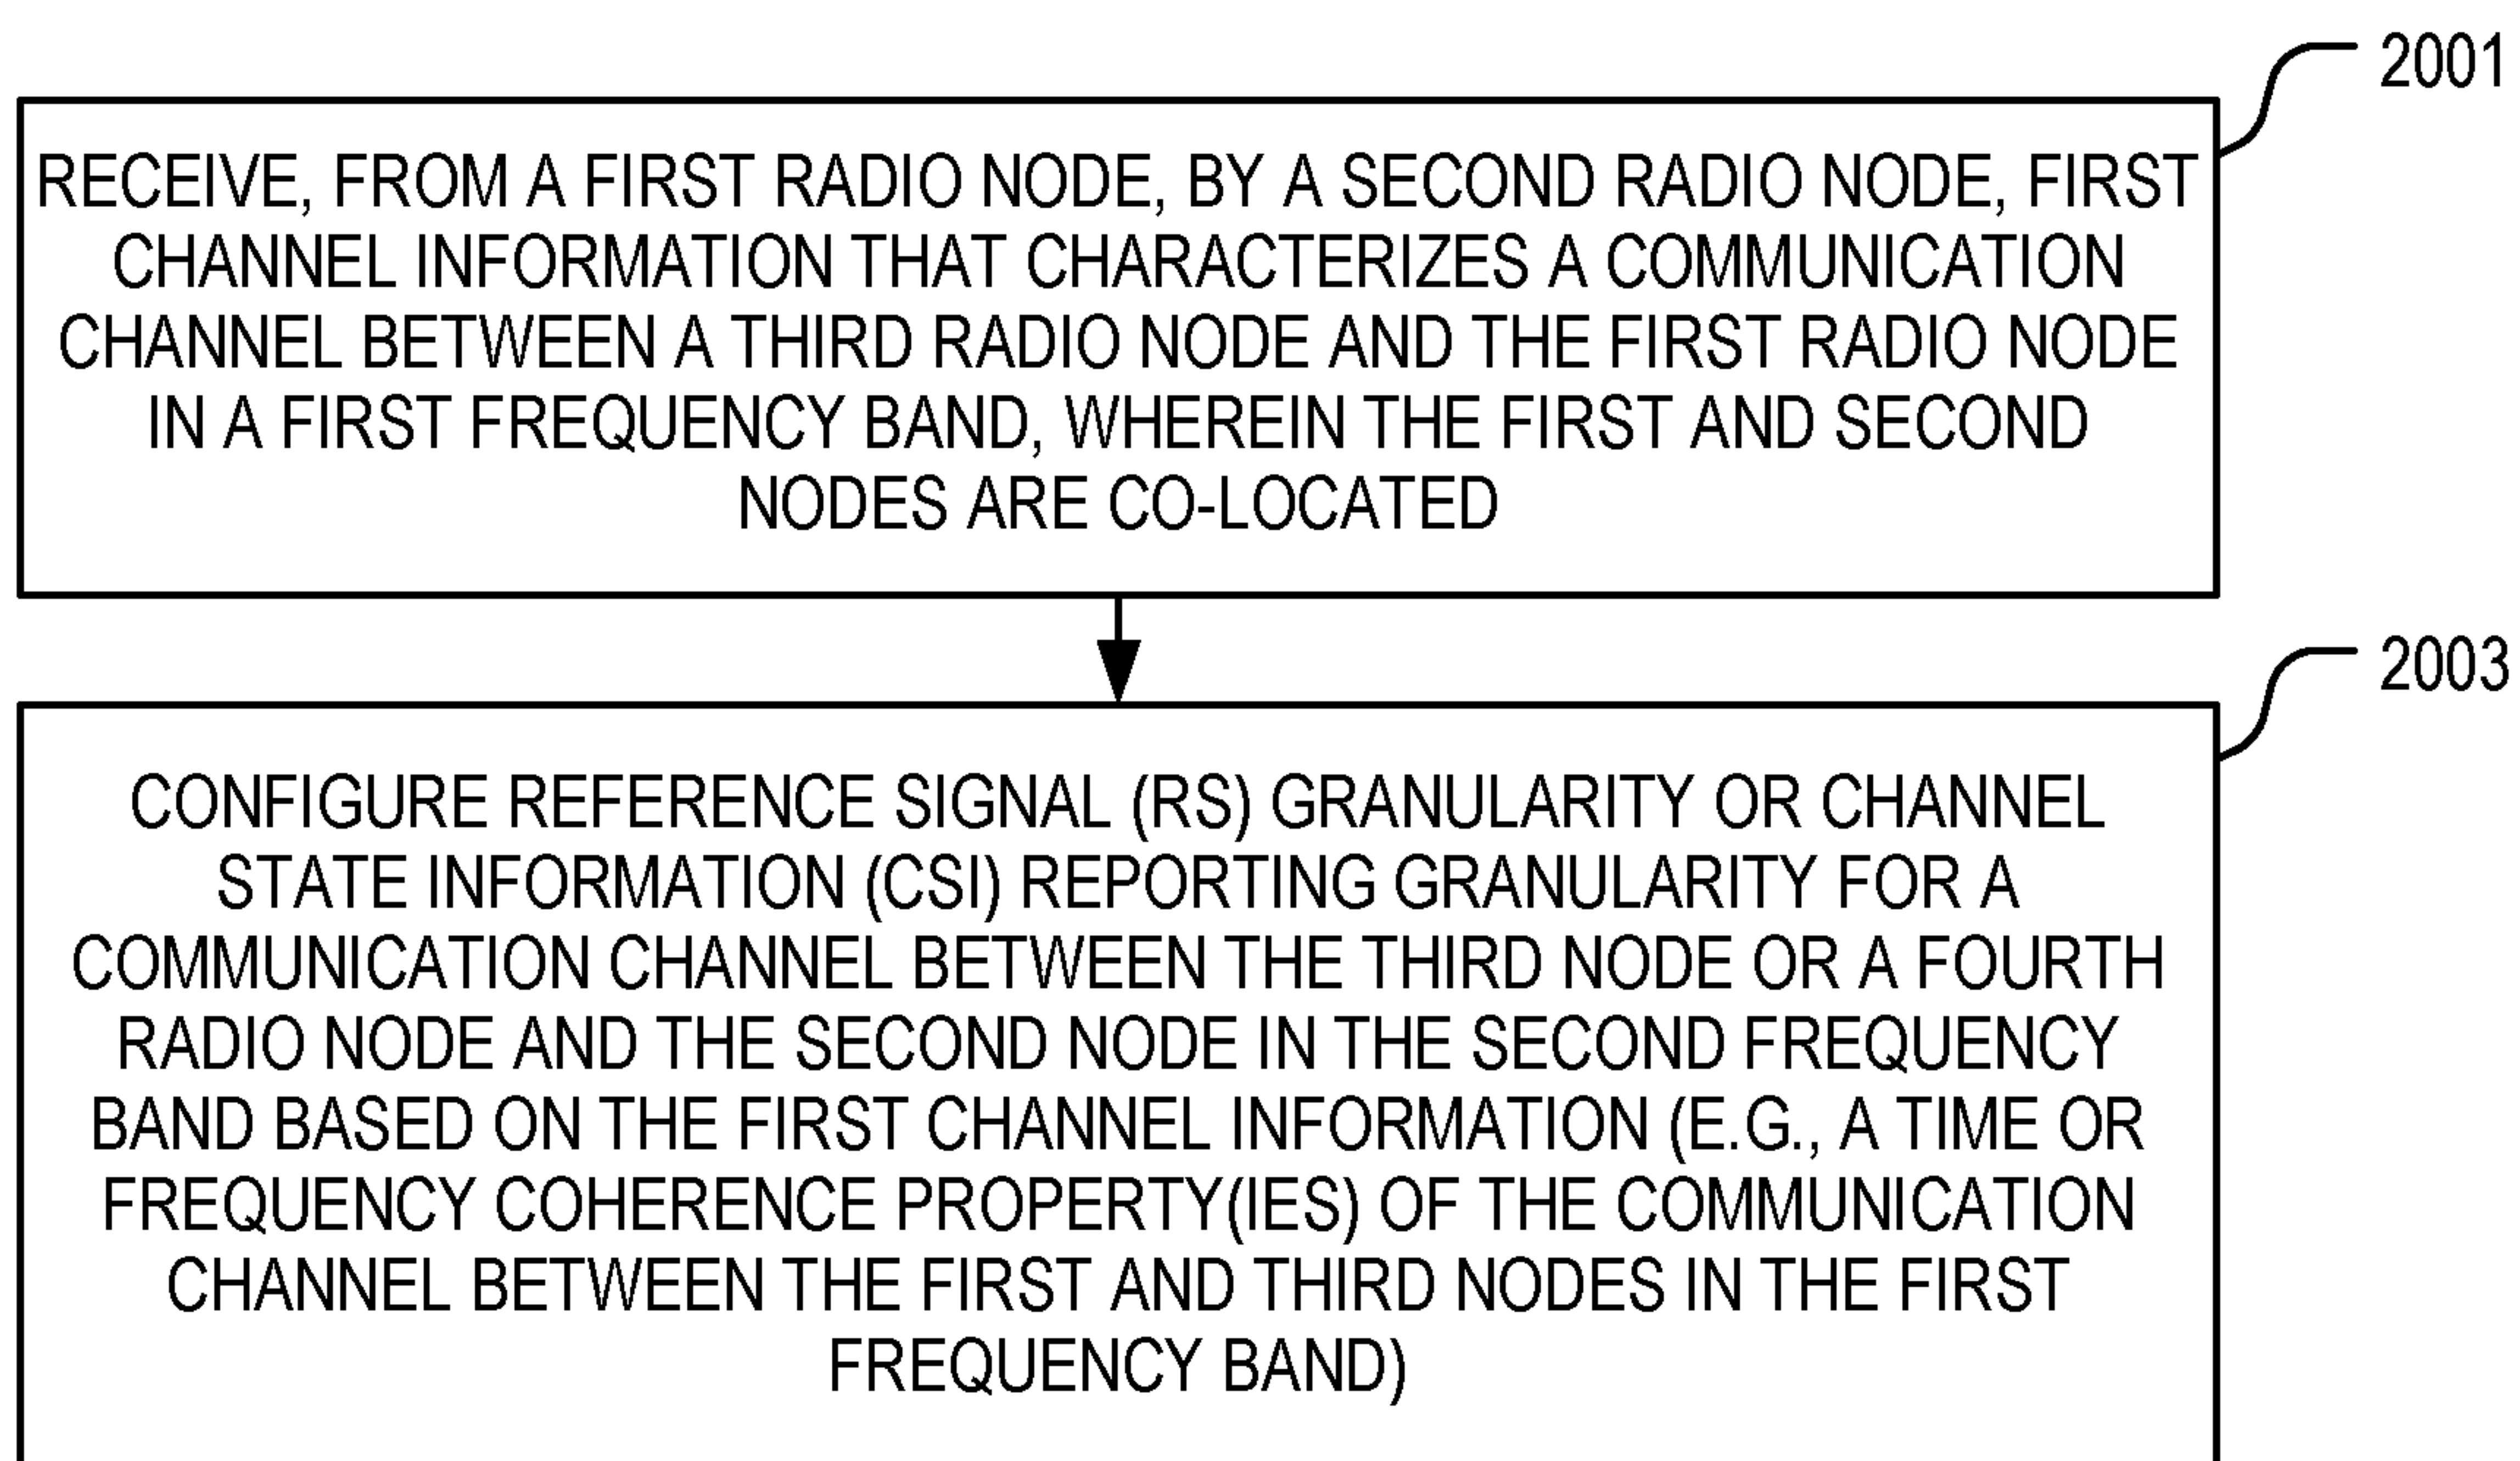 2001
RECEIVE, FROM A FIRST RADIO NODE, BY A SECOND RADIO NODE, FIRST
CHANNEL INFORMATION THAT CHARACTERIZES A COMMUNICATION
CHANNEL BETWEEN A THIRD RADIO NODE AND THE FIRST RADIO NODE
IN A FIRST FREQUENCY BAND, WHEREIN THE FIRST AND SECOND
NODES ARE CO-LOCATED
2003
CONFIGURE REFERENCE SIGNAL (RS) GRANULARITY OR CHANNEL
STATE INFORMATION (CSI) REPORTING GRANULARITY FOR A
COMMUNICATION CHANNEL BETWEEN THE THIRD NODE OR A FOURTH
RADIO NODE AND THE SECOND NODE IN THE SECOND FREQUENCY
BAND BASED ON THE FIRST CHANNEL INFORMATION (E.G., A TIME OR
FREQUENCY COHERENCE PROPERTY(IES) OF THE COMMUNICATION
CHANNEL BETWEEN THE FIRST AND THIRD NODES IN THE FIRST
FREQUENCY BAND)